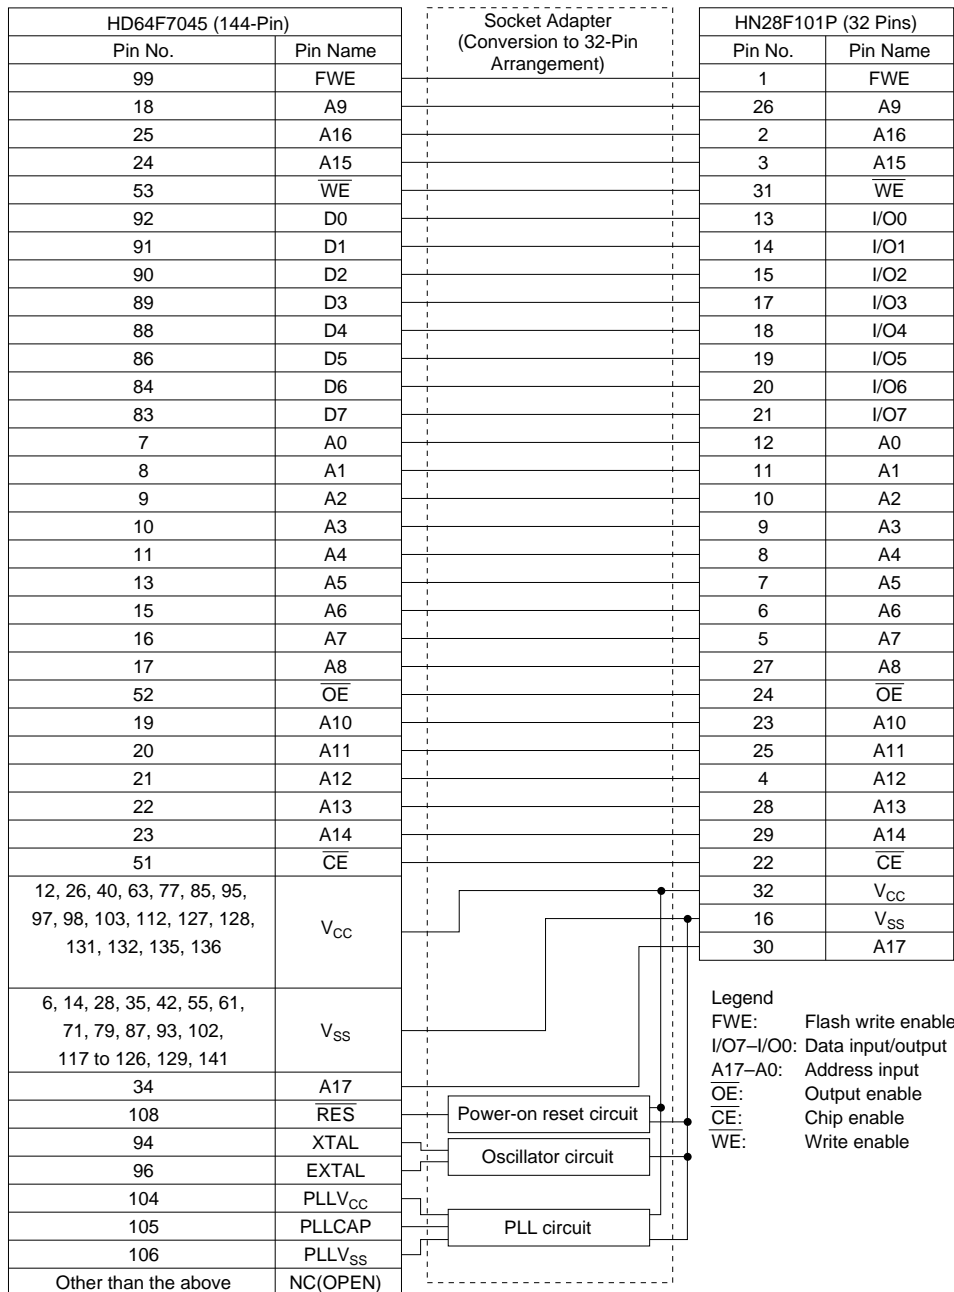 HD64F7045 (144-Pin)
Pin No. Pin Name
Socket Adapter
(Conversion to 32-Pin
Arrangement)
HN28F101P (32 Pins)
Pin No. Pin Name
99 FWE 1 FWE
18 A9 26 A9
25 A16 2 A16
24 A15 3 A15
53 W̅E̅ 31 W̅E̅
92 D0 13 I/O0
91 D1 14 I/O1
90 D2 15 I/O2
89 D3 17 I/O3
88 D4 18 I/O4
86 D5 19 I/O5
84 D6 20 I/O6
83 D7 21 I/O7
7 A0 12 A0
8 A1 11 A1
9 A2 10 A2
10 A3 9 A3
11 A4 8 A4
13 A5 7 A5
15 A6 6 A6
16 A7 5 A7
17 A8 27 A8
52 O̅E̅ 24 O̅E̅
19 A10 23 A10
20 A11 25 A11
21 A12 4 A12
22 A13 28 A13
23 A14 29 A14
51 C̅E̅ 22 C̅E̅
12, 26, 40, 63, 77, 85, 95,
97, 98, 103, 112, 127, 128,
131, 132, 135, 136
VCC
32 VCC
16 VSS
30 A17
6, 14, 28, 35, 42, 55, 61,
71, 79, 87, 93, 102,
117 to 126, 129, 141
VSS
34 A17
108 R̅E̅S̅
94 XTAL
96 EXTAL
104 PLLVCC
105 PLLCAP
106 PLLVSS
Other than the above NC(OPEN)
Power-on reset circuit
Oscillator circuit
PLL circuit
Legend
FWE: Flash write enable
I/O7–I/O0: Data input/output
A17–A0: Address input
O̅E̅: Output enable
C̅E̅: Chip enable
W̅E̅: Write enable